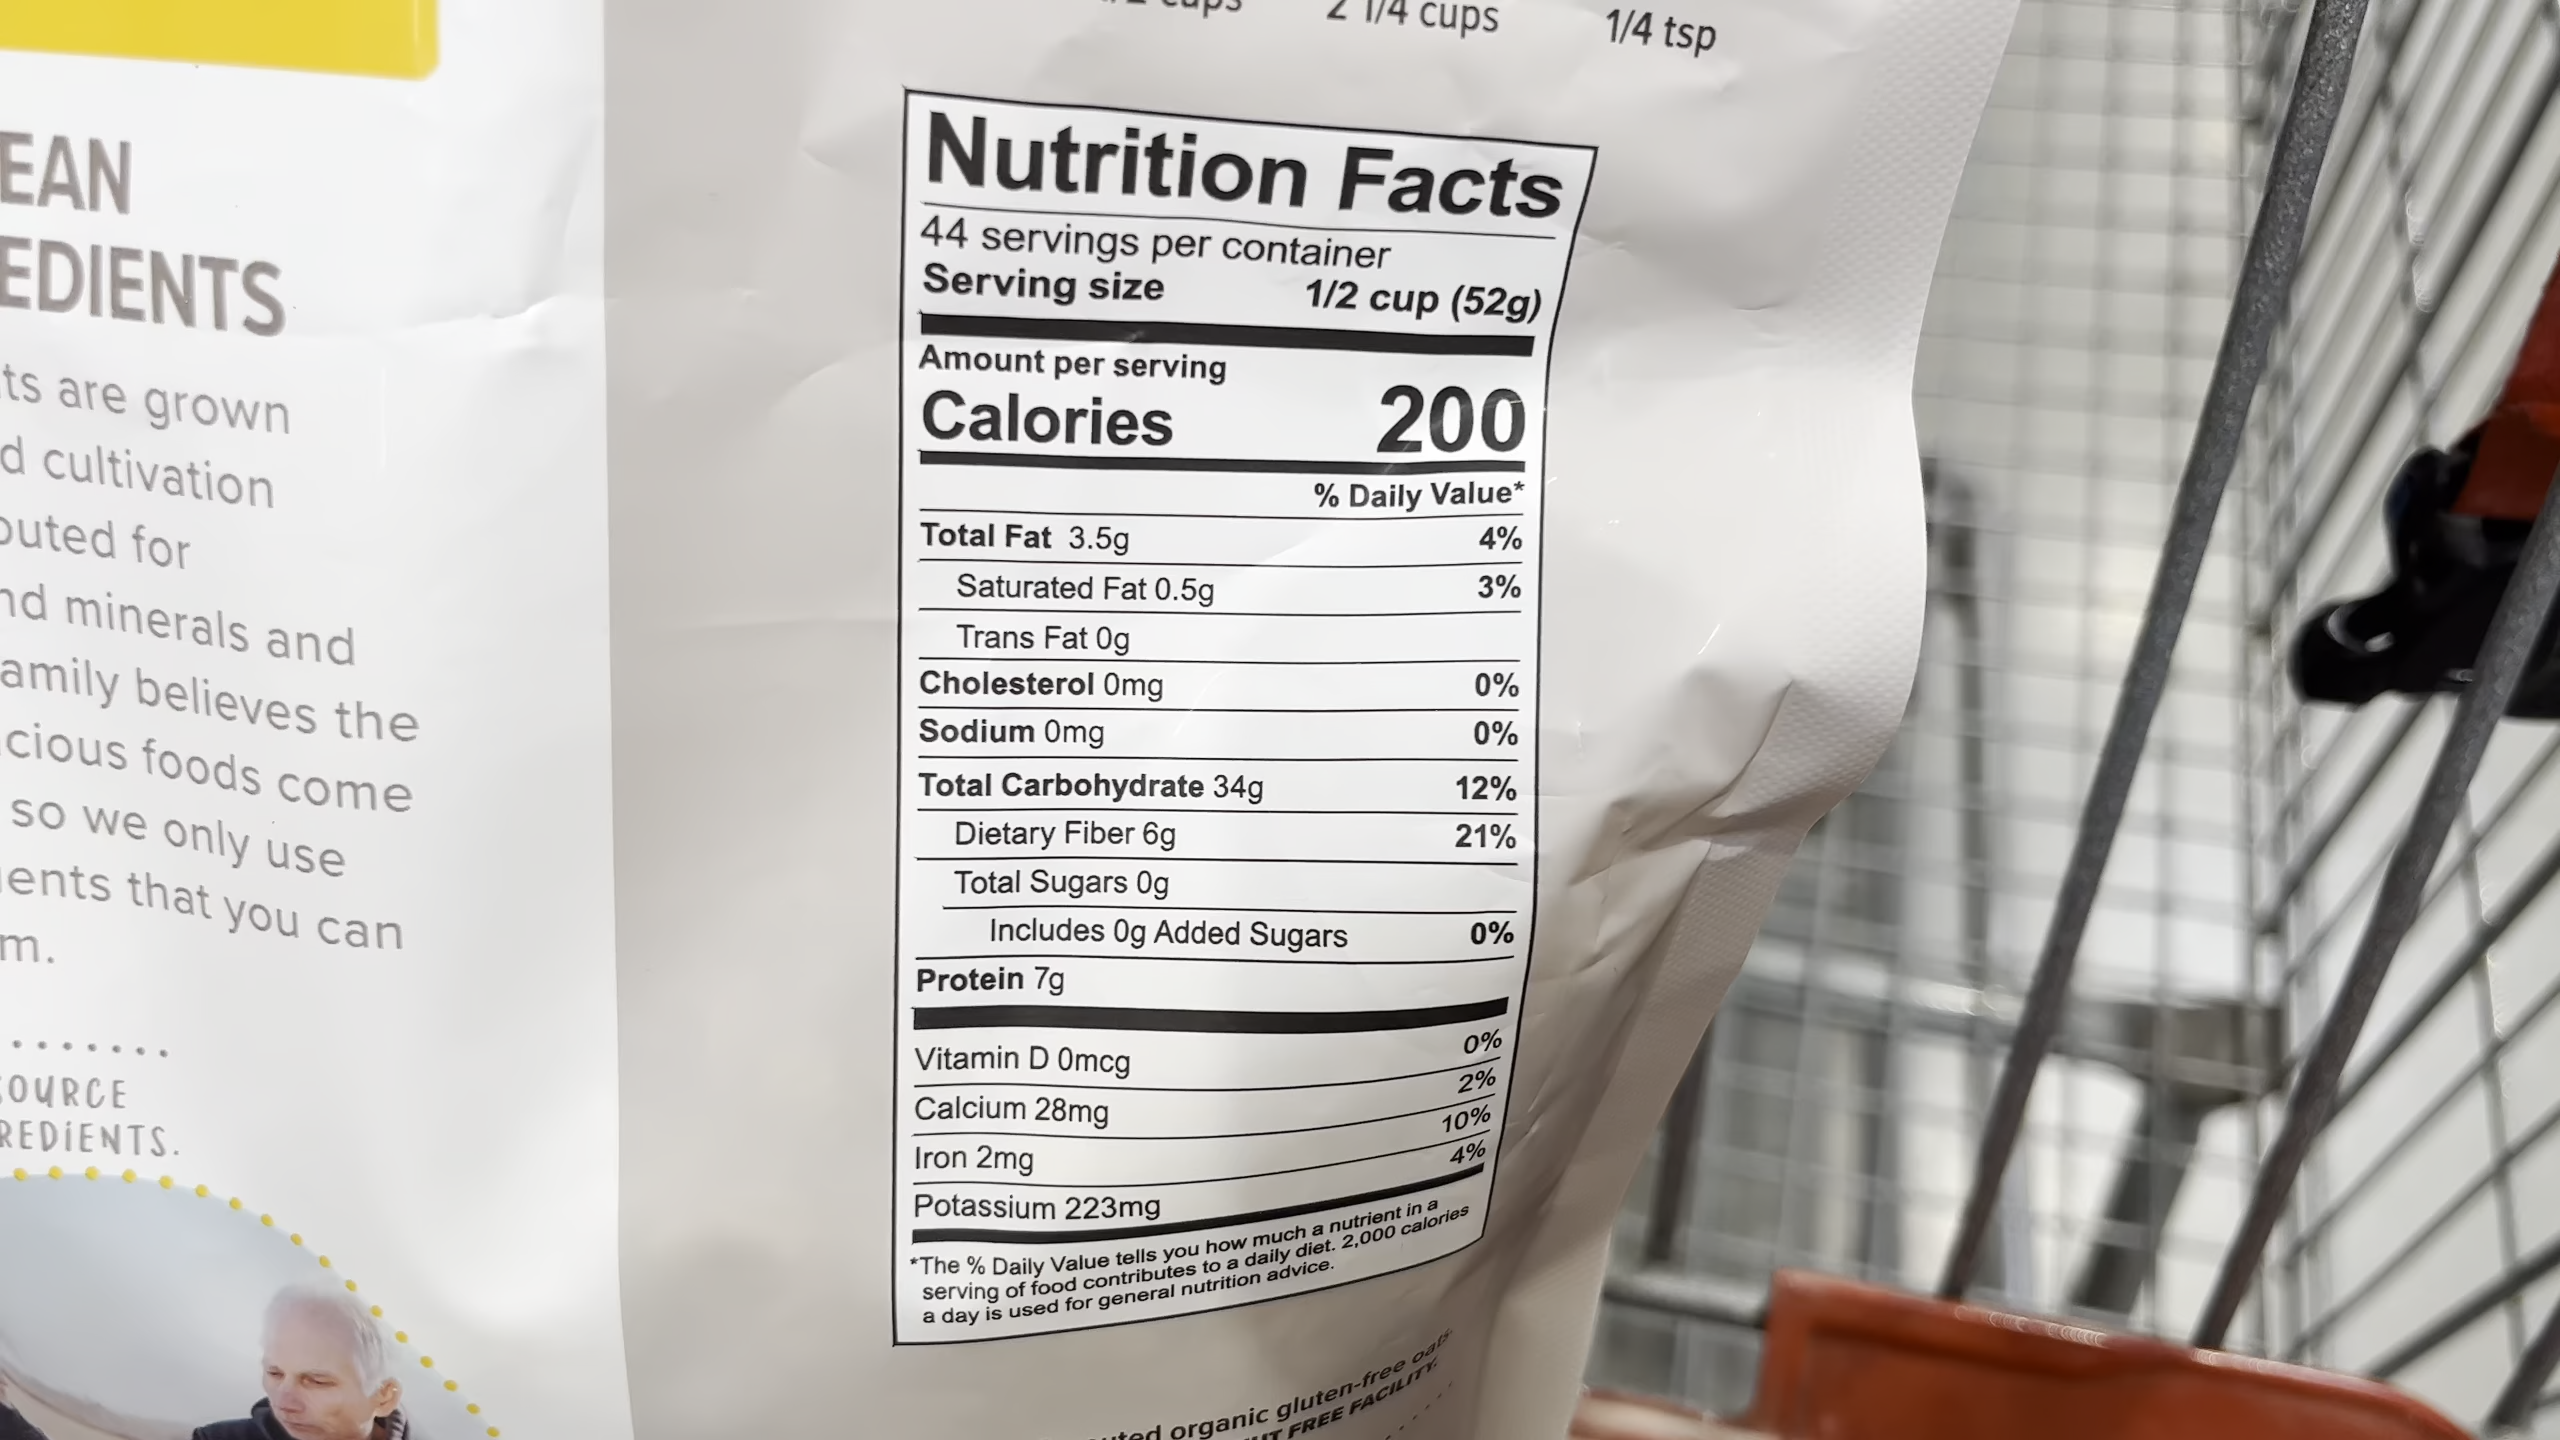 EAN
EDIENTS
ts are grown
d cultivation
outed for
nd minerals and
amily believes the
cious foods come
so we only use
ents that you can
m.
.......
OURCE
REDiENTS.
cups 2 1/4 cups 1/4 tsp
Nutrition Facts
44 servings per container
Serving size 1/2 cup (52g)
Amount per serving
Calories 200
% Daily Value*
Total Fat 3.5g 4%
Saturated Fat 0.5g 3%
Trans Fat 0g
Cholesterol 0mg 0%
Sodium 0mg 0%
Total Carbohydrate 34g 12%
Dietary Fiber 6g 21%
Total Sugars 0g
Includes 0g Added Sugars 0%
Protein 7g
Vitamin D 0mcg 0%
Calcium 28mg 2%
Iron 2mg 10%
Potassium 223mg 4%
*The % Daily Value tells you how much a nutrient in a
serving of food contributes to a daily diet. 2,000 calories
a day is used for general nutrition advice.
uted organic gluten-free oats.
UT FREE FACILITY.